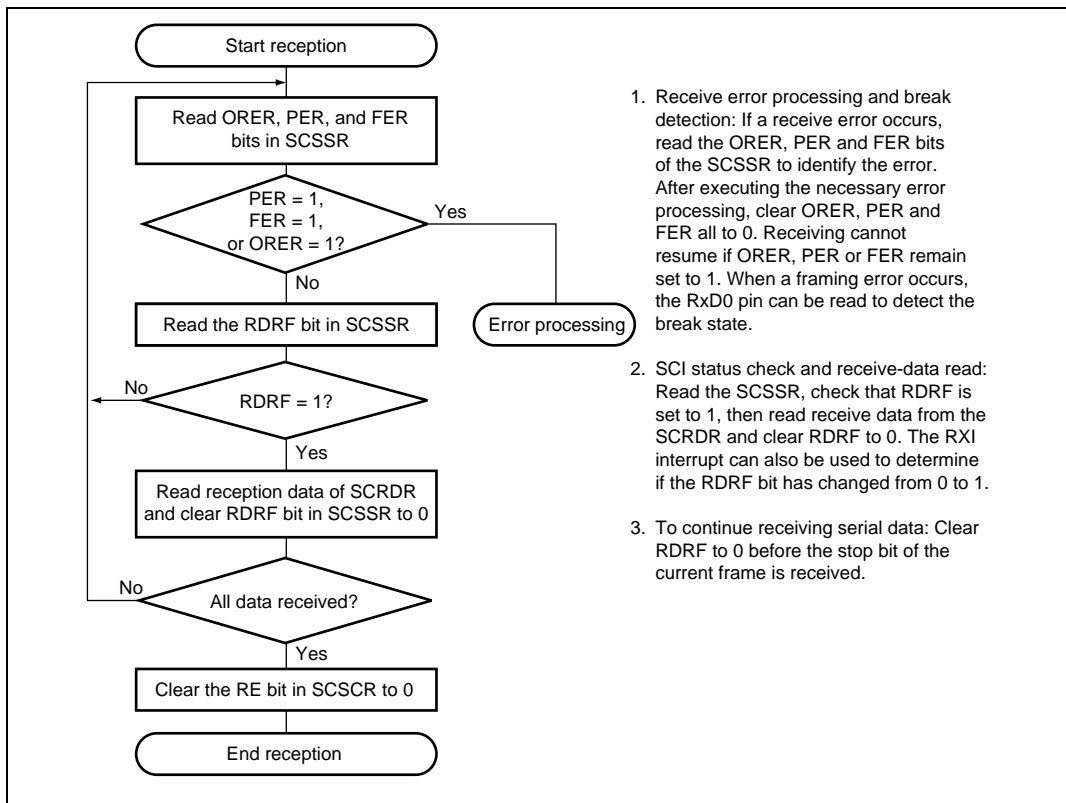 Start reception
Read ORER, PER, and FER
bits in SCSSR
PER = 1,
FER = 1,
or ORER = 1?
Yes
No
Error processing
Read the RDRF bit in SCSSR
No
RDRF = 1?
Yes
Read reception data of SCRDR
and clear RDRF bit in SCSSR to 0
No
All data received?
Yes
Clear the RE bit in SCSCR to 0
End reception
1. Receive error processing and break
detection: If a receive error occurs,
read the ORER, PER and FER bits
of the SCSSR to identify the error.
After executing the necessary error
processing, clear ORER, PER and
FER all to 0. Receiving cannot
resume if ORER, PER or FER remain
set to 1. When a framing error occurs,
the RxD0 pin can be read to detect the
break state.
2. SCI status check and receive-data read:
Read the SCSSR, check that RDRF is
set to 1, then read receive data from the
SCRDR and clear RDRF to 0. The RXI
interrupt can also be used to determine
if the RDRF bit has changed from 0 to 1.
3. To continue receiving serial data: Clear
RDRF to 0 before the stop bit of the
current frame is received.